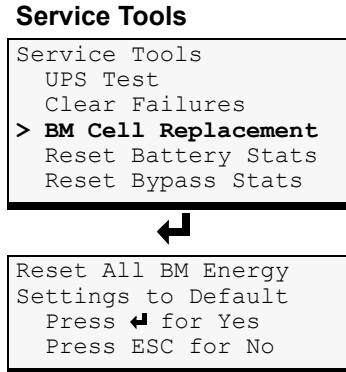 Service Tools
Service Tools
UPS Test
Clear Failures
> BM Cell Replacement
Reset Battery Stats
Reset Bypass Stats
↵
Reset All BM Energy
Settings to Default
Press ↵ for Yes
Press ESC for No